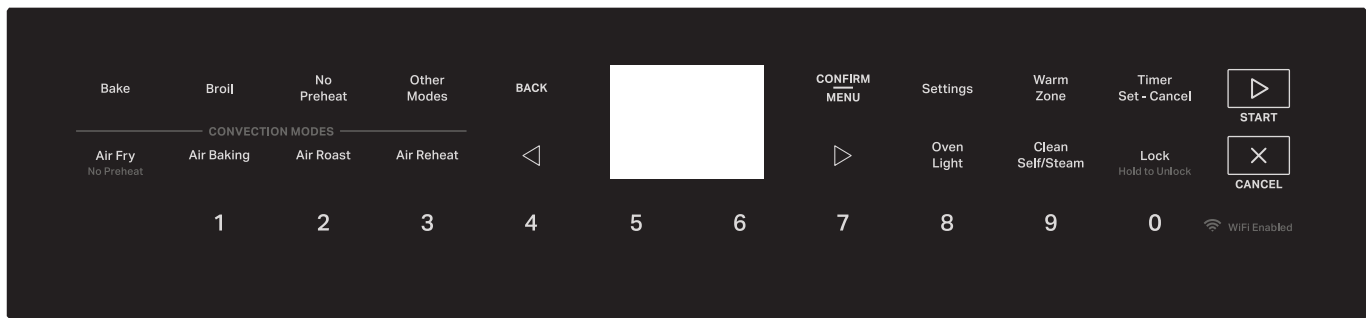 Bake
Broil
No
Preheat
Other
Modes
BACK
CONFIRM
MENU
Settings
Warm
Zone
Timer
Set - Cancel
START
CONVECTION MODES
Air Fry
No Preheat
Air Baking
Air Roast
Air Reheat
Oven
Light
Clean
Self/Steam
Lock
Hold to Unlock
CANCEL
1 2 3 4 5 6 7 8 9 0
WiFi Enabled